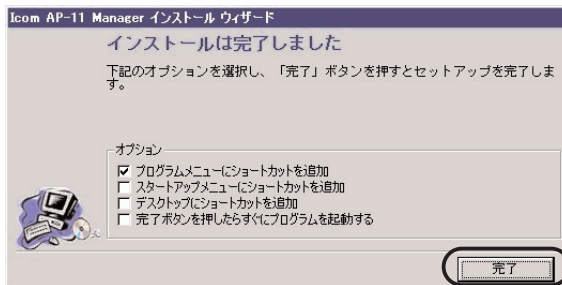 Icom AP-11 Manager インストール ウィザード
インストールは完了しました
下記のオプションを選択し、「完了」ボタンを押すとセットアップを完了しま
す。
オプション
プログラムメニューにショートカットを追加
スタートアップメニューにショートカットを追加
デスクトップにショートカットを追加
完了ボタンを押したらすぐにプログラムを起動する
完了